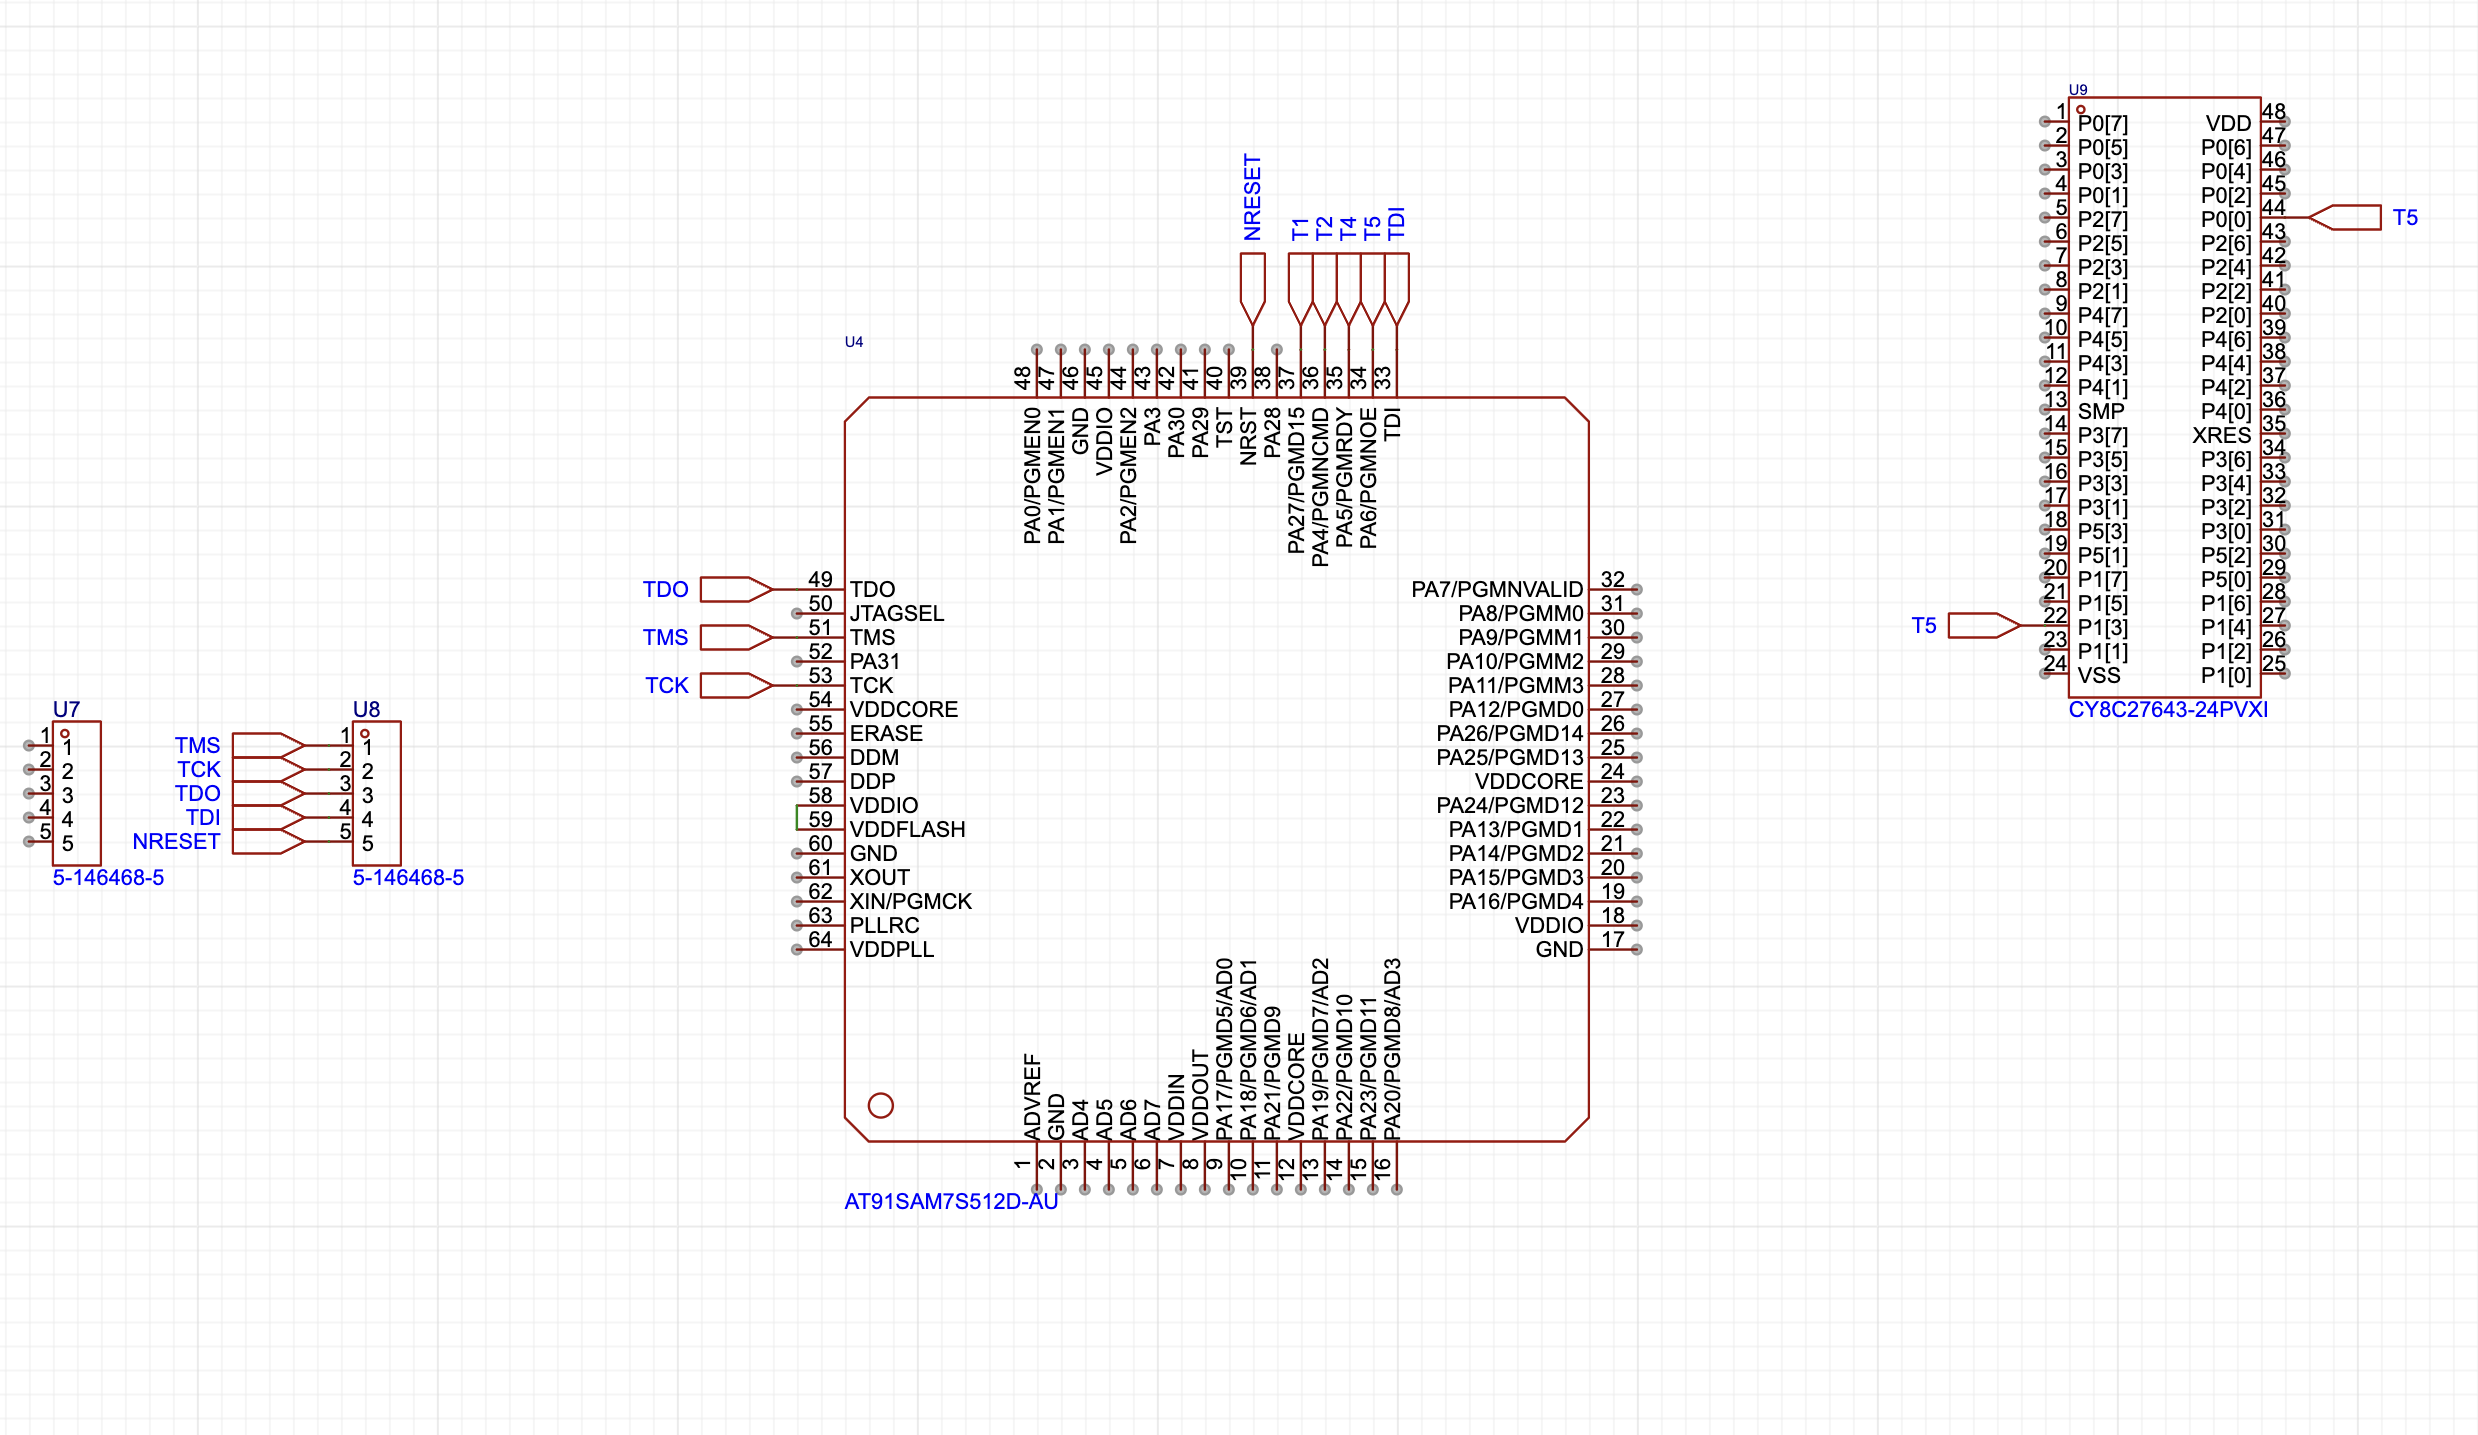 U9
1 P0[7] VDD 48
2 P0[5] P0[6] 47
3 P0[3] P0[4] 46
4 P0[1] P0[2] 45
5 P2[7] P0[0] 44 T5
6 P2[5] P2[6] 43
7 P2[3] P2[4] 42
8 P2[1] P2[2] 41
9 P4[7] P2[0] 40
10 P4[5] P4[6] 39
11 P4[3] P4[4] 38
12 P4[1] P4[2] 37
13 SMP P4[0] 36
14 P3[7] XRES 35
15 P3[5] P3[6] 34
16 P3[3] P3[4] 33
17 P3[1] P3[2] 32
18 P5[3] P3[0] 31
19 P5[1] P5[2] 30
20 P1[7] P5[0] 29
21 P1[5] P1[6] 28
T5 22 P1[3] P1[4] 27
23 P1[1] P1[2] 26
24 VSS P1[0] 25
CY8C27643-24PVXI
U4
48 PA0/PGMEN0
47 PA1/PGMEN1
46 GND
45 VDDIO
44 PA2/PGMEN2
43 PA3
42 PA30
41 PA29
40 TST
NRESET 39 NRST
38 PA28
T1 37 PA27/PGMD15
T2 36 PA4/PGMNCMD
T4 35 PA5/PGMRDY
T5 34 PA6/PGMNOE
TDI 33 TDI
TDO 49 TDO
50 JTAGSEL
TMS 51 TMS
52 PA31
TCK 53 TCK
54 VDDCORE
55 ERASE
56 DDM
57 DDP
58 VDDIO
59 VDDFLASH
60 GND
61 XOUT
62 XIN/PGMCK
63 PLLRC
64 VDDPLL
PA7/PGMNVALID 32
PA8/PGMM0 31
PA9/PGMM1 30
PA10/PGMM2 29
PA11/PGMM3 28
PA12/PGMD0 27
PA26/PGMD14 26
PA25/PGMD13 25
VDDCORE 24
PA24/PGMD12 23
PA13/PGMD1 22
PA14/PGMD2 21
PA15/PGMD3 20
PA16/PGMD4 19
VDDIO 18
GND 17
ADVREF 1
GND 2
AD4 3
AD5 4
AD6 5
AD7 6
VDDIN 7
VDDOUT 8
PA17/PGMD5/AD0 9
PA18/PGMD6/AD1 10
PA21/PGMD9 11
VDDCORE 12
PA19/PGMD7/AD2 13
PA22/PGMD10 14
PA23/PGMD11 15
PA20/PGMD8/AD3 16
AT91SAM7S512D-AU
U7
1 1
2 2
3 3
4 4
5 5
5-146468-5
U8
TMS 1 1
TCK 2 2
TDO 3 3
TDI 4 4
NRESET 5 5
5-146468-5